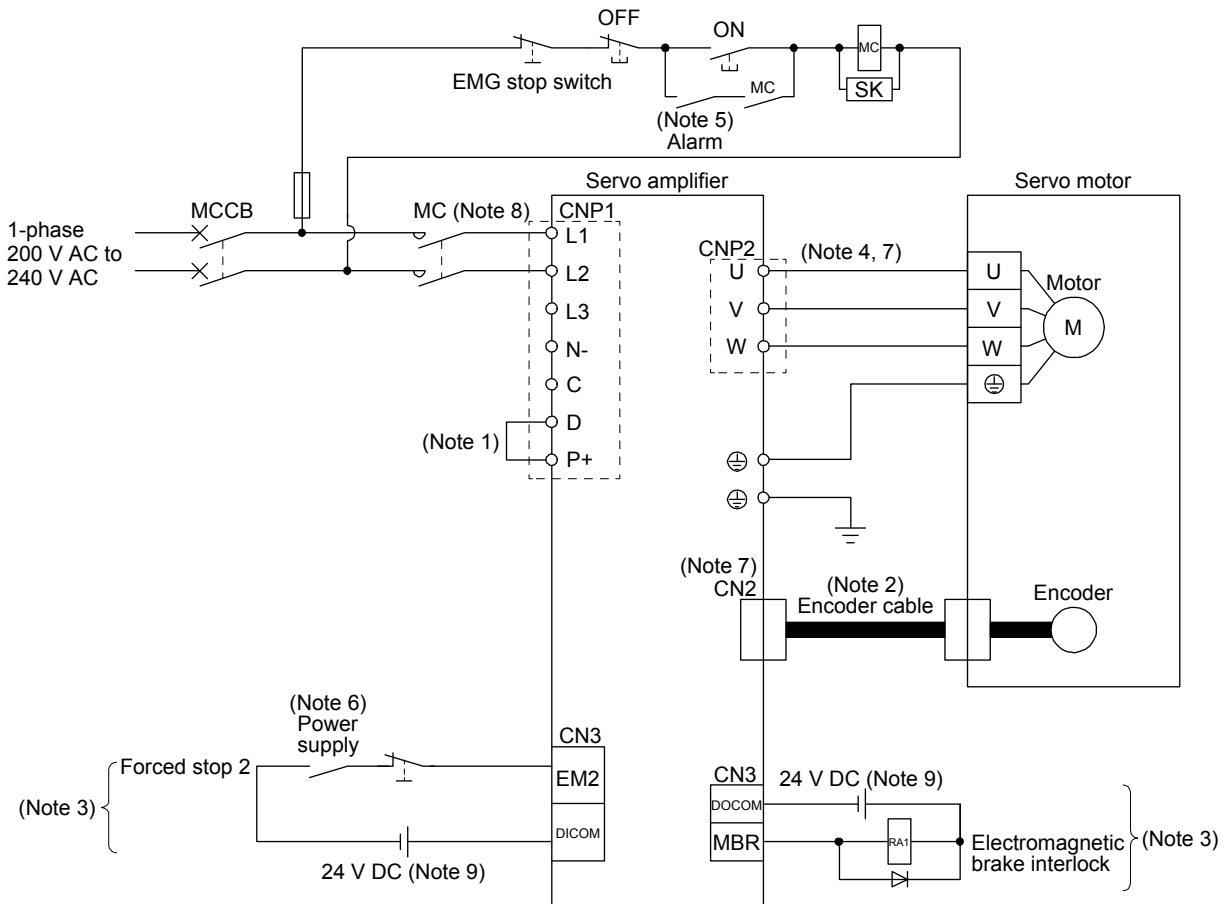 OFF
ON
MC
EMG stop switch
SK
MC
(Note 5)
Alarm
Servo amplifier
Servo motor
MCCB
MC (Note 8)
CNP1
1-phase
200 V AC to
240 V AC
L1
L2
L3
N-
C
D
P+
(Note 1)
CNP2
(Note 4, 7)
U
V
W
U
V
W
Motor
M
(Note 7)
CN2
(Note 2)
Encoder cable
Encoder
(Note 6)
Power
supply
CN3
Forced stop 2
EM2
(Note 3)
DICOM
24 V DC (Note 9)
CN3
24 V DC (Note 9)
DOCOM
MBR
RA1
Electromagnetic
brake interlock
(Note 3)